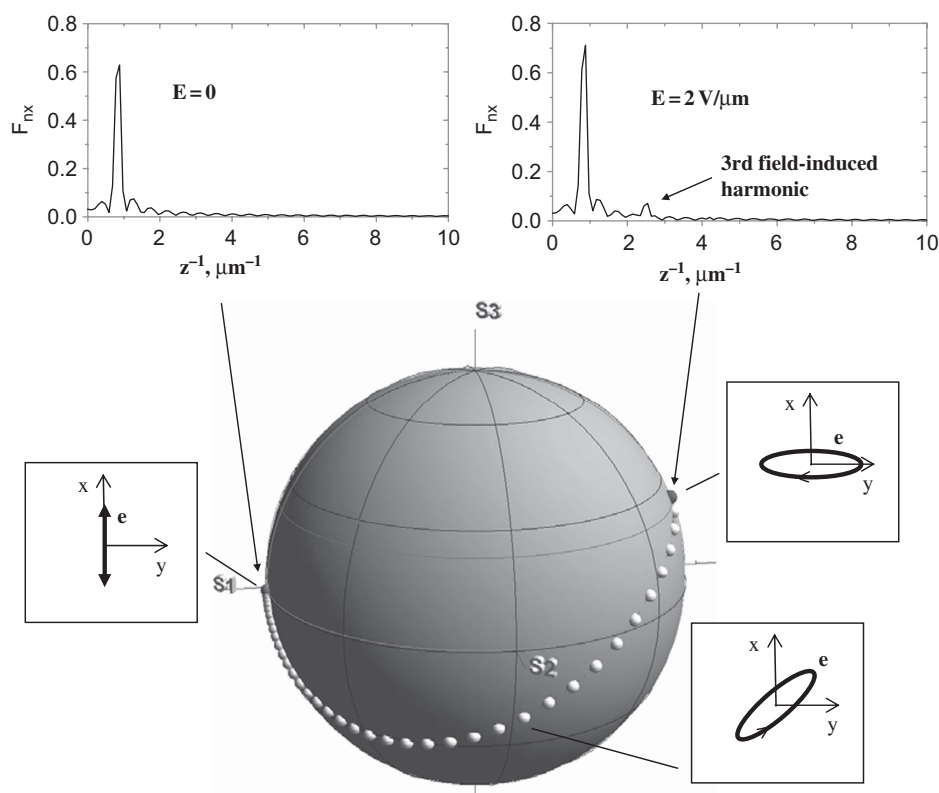 0.8
0.6
0.4
0.2
0.0
F_nx
E = 0
0 2 4 6 8 10
z⁻¹, μm⁻¹
0.8
0.6
0.4
0.2
0.0
F_nx
E = 2 V/μm
3rd field-induced
harmonic
0 2 4 6 8 10
z⁻¹, μm⁻¹
S3
x
e
y
x
e
y
S1
S2
x
e
y